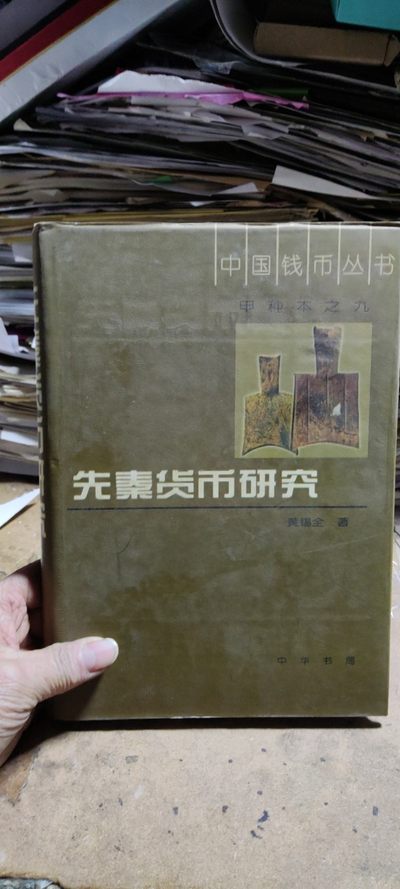 中国钱币丛书
甲种本之九
先秦货币研究
黄锡全 著
中华书局